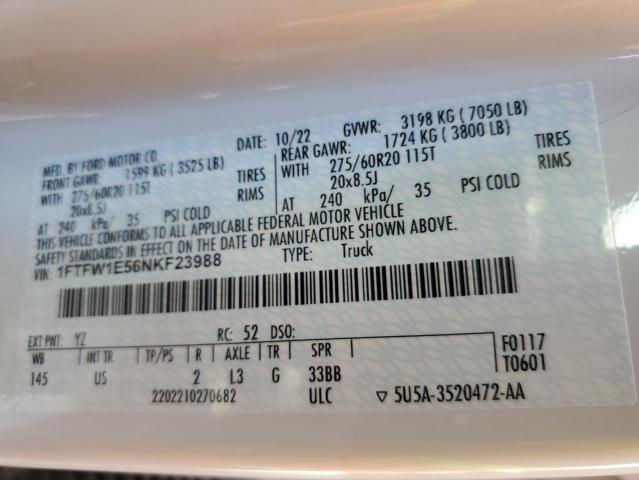 MFD. BY FORD MOTOR CO.
DATE: 10/22 GVWR: 3198 KG ( 7050 LB)
FRONT GAWR: 1599 KG (3525 LB)
REAR GAWR: 1724 KG ( 3800 LB)
WITH 275/60R20 115T TIRES
WITH 275/60R20 115T TIRES
20x8.5J RIMS
20x8.5J RIMS
AT 240 kPa/ 35 PSI COLD
AT 240 kPa/ 35 PSI COLD
THIS VEHICLE CONFORMS TO ALL APPLICABLE FEDERAL MOTOR VEHICLE
SAFETY STANDARDS IN EFFECT ON THE DATE OF MANUFACTURE SHOWN ABOVE.
VIN: 1FTFW1E56NKF23988 TYPE: Truck
EXT PNT: YZ RC: 52 DSO:
WB INT TR TP/PS R AXLE TR SPR
145 US 2 L3 G 33BB
F0117
T0601
2202210270682 ULC ▽ 5U5A-3520472-AA